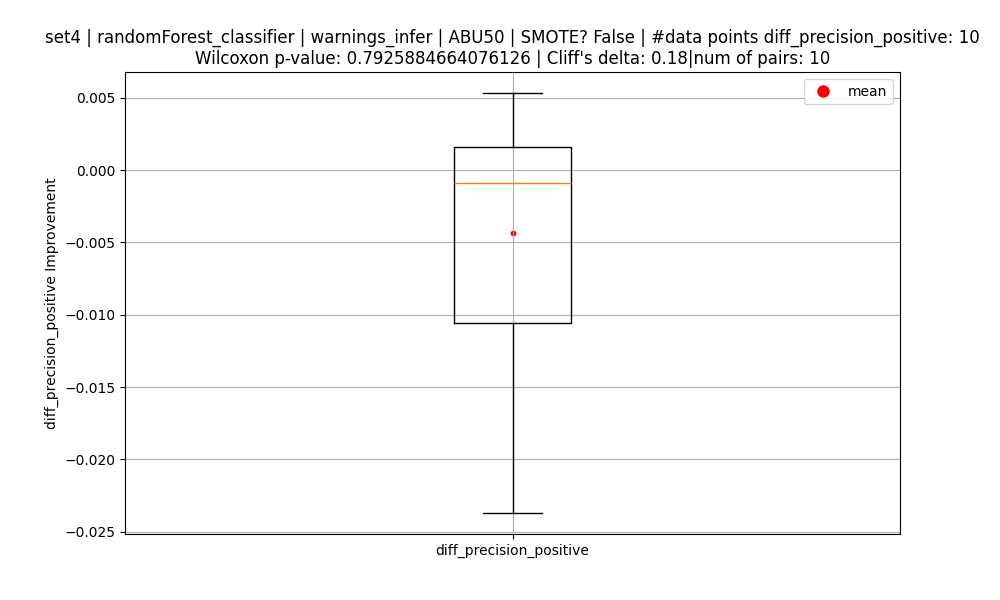 set4 | randomForest_classifier | warnings_infer | ABU50 | SMOTE? False | #data points diff_precision_positive: 10
Wilcoxon p-value: 0.7925884664076126 | Cliff's delta: 0.18|num of pairs: 10
mean
0.005
0.000
−0.005
−0.010
−0.015
−0.020
−0.025
diff_precision_positive Improvement
diff_precision_positive